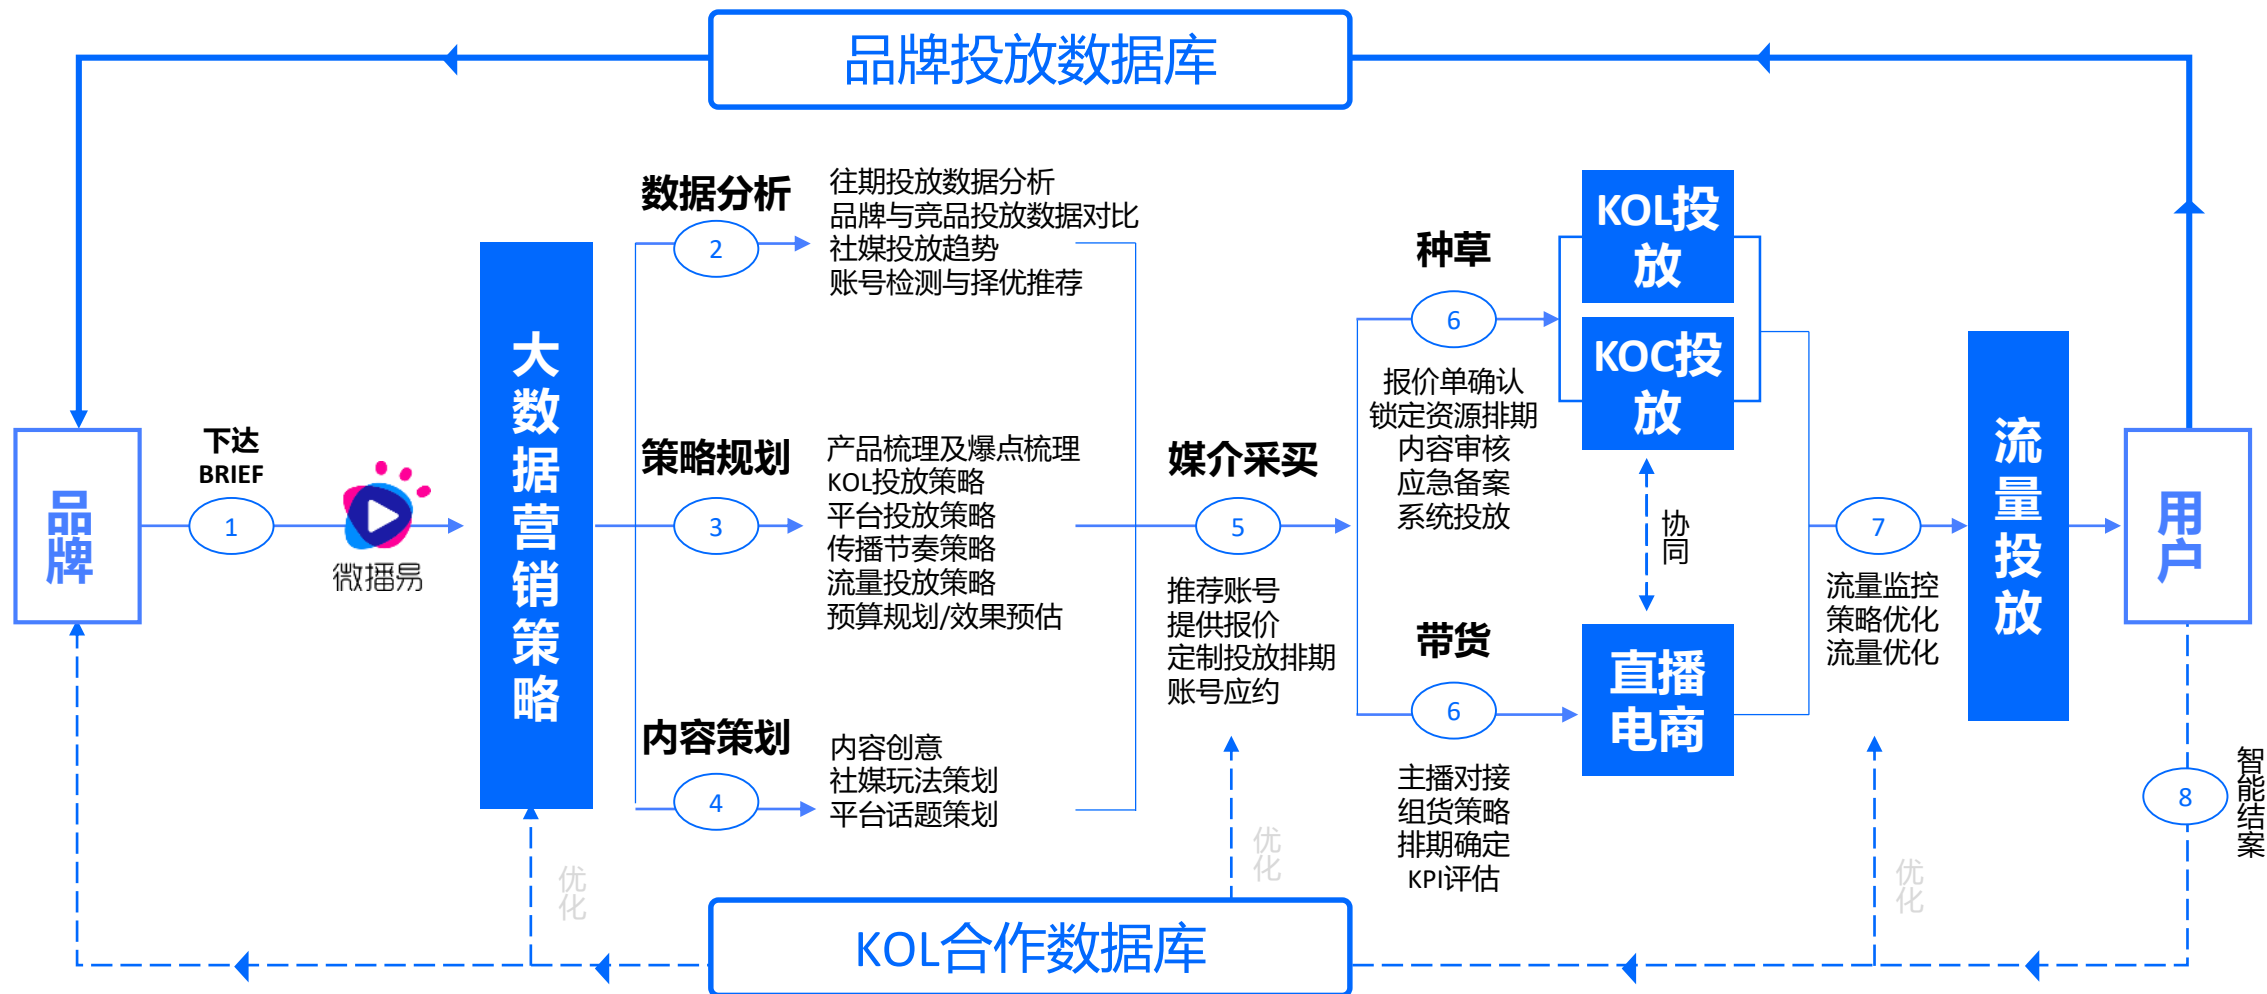 品牌投放数据库
品牌
下达
BRIEF
1
微播易
大数据营销策略
数据分析
2
往期投放数据分析
品牌与竞品投放数据对比
社媒投放趋势
账号检测与择优推荐
策略规划
3
产品梳理及爆点梳理
KOL投放策略
平台投放策略
传播节奏策略
流量投放策略
预算规划/效果预估
内容策划
4
内容创意
社媒玩法策划
平台话题策划
媒介采买
5
推荐账号
提供报价
定制投放排期
账号应约
种草
6
报价单确认
锁定资源排期
内容审核
应急备案
系统投放
KOL投
放
KOC投
放
协同
带货
6
主播对接
组货策略
排期确定
KPI评估
直播
电商
7
流量监控
策略优化
流量优化
流量投放
用户
8
智能结案
优化
优化
优化
KOL合作数据库